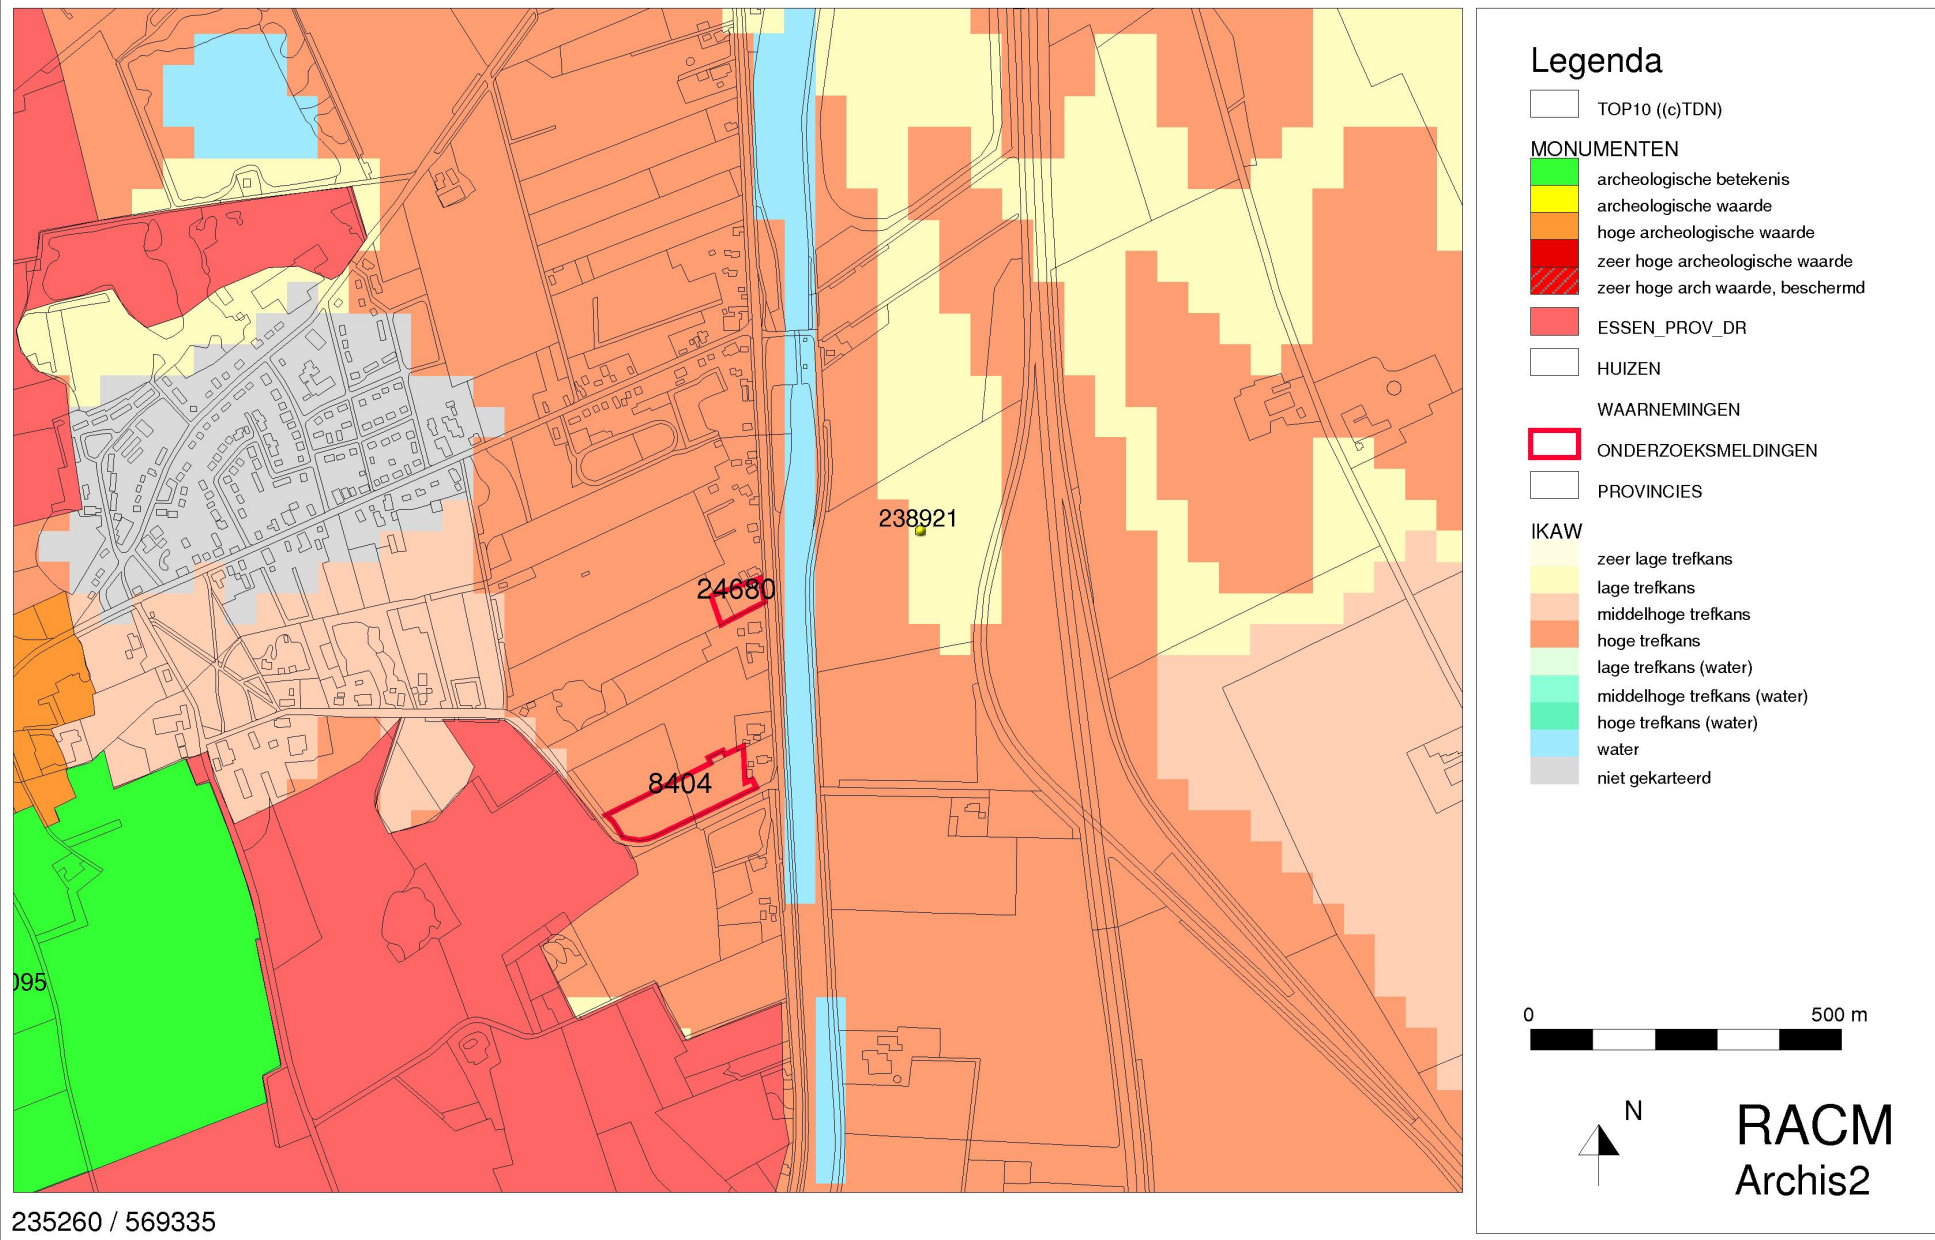 238921
24680
8404
095
235260 / 569335
Legenda
TOP10 ((c)TDN)
MONUMENTEN
archeologische betekenis
archeologische waarde
hoge archeologische waarde
zeer hoge archeologische waarde
zeer hoge arch waarde, beschermd
ESSEN_PROV_DR
HUIZEN
WAARNEMINGEN
ONDERZOEKSMELDINGEN
PROVINCIES
IKAW
zeer lage trefkans
lage trefkans
middelhoge trefkans
hoge trefkans
lage trefkans (water)
middelhoge trefkans (water)
hoge trefkans (water)
water
niet gekarteerd
0 500 m
N
RACM
Archis2